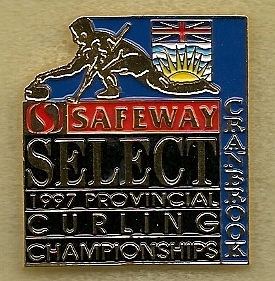 SAFEWAY
SELECT
1997 PROVINCIAL
CURLING
CHAMPIONSHIPS
CRANBROOK